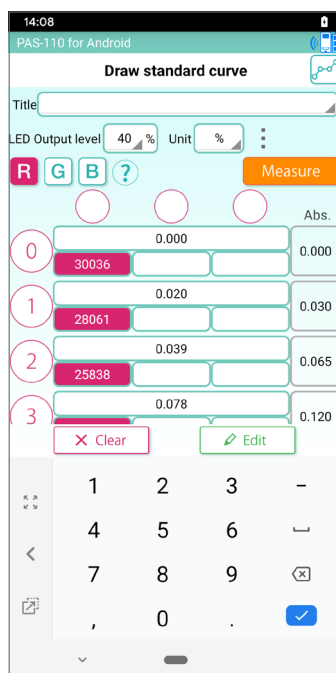 14:08
PAS-110 for Android
Draw standard curve
Title
LED Output level 40 % Unit %
R G B ? Measure
Abs.
0 0.000 0.000
30036
1 0.020 0.030
28061
2 0.039 0.065
25838
3 0.078 0.120
Clear Edit
1 2 3 -
4 5 6
7 8 9
, 0 .